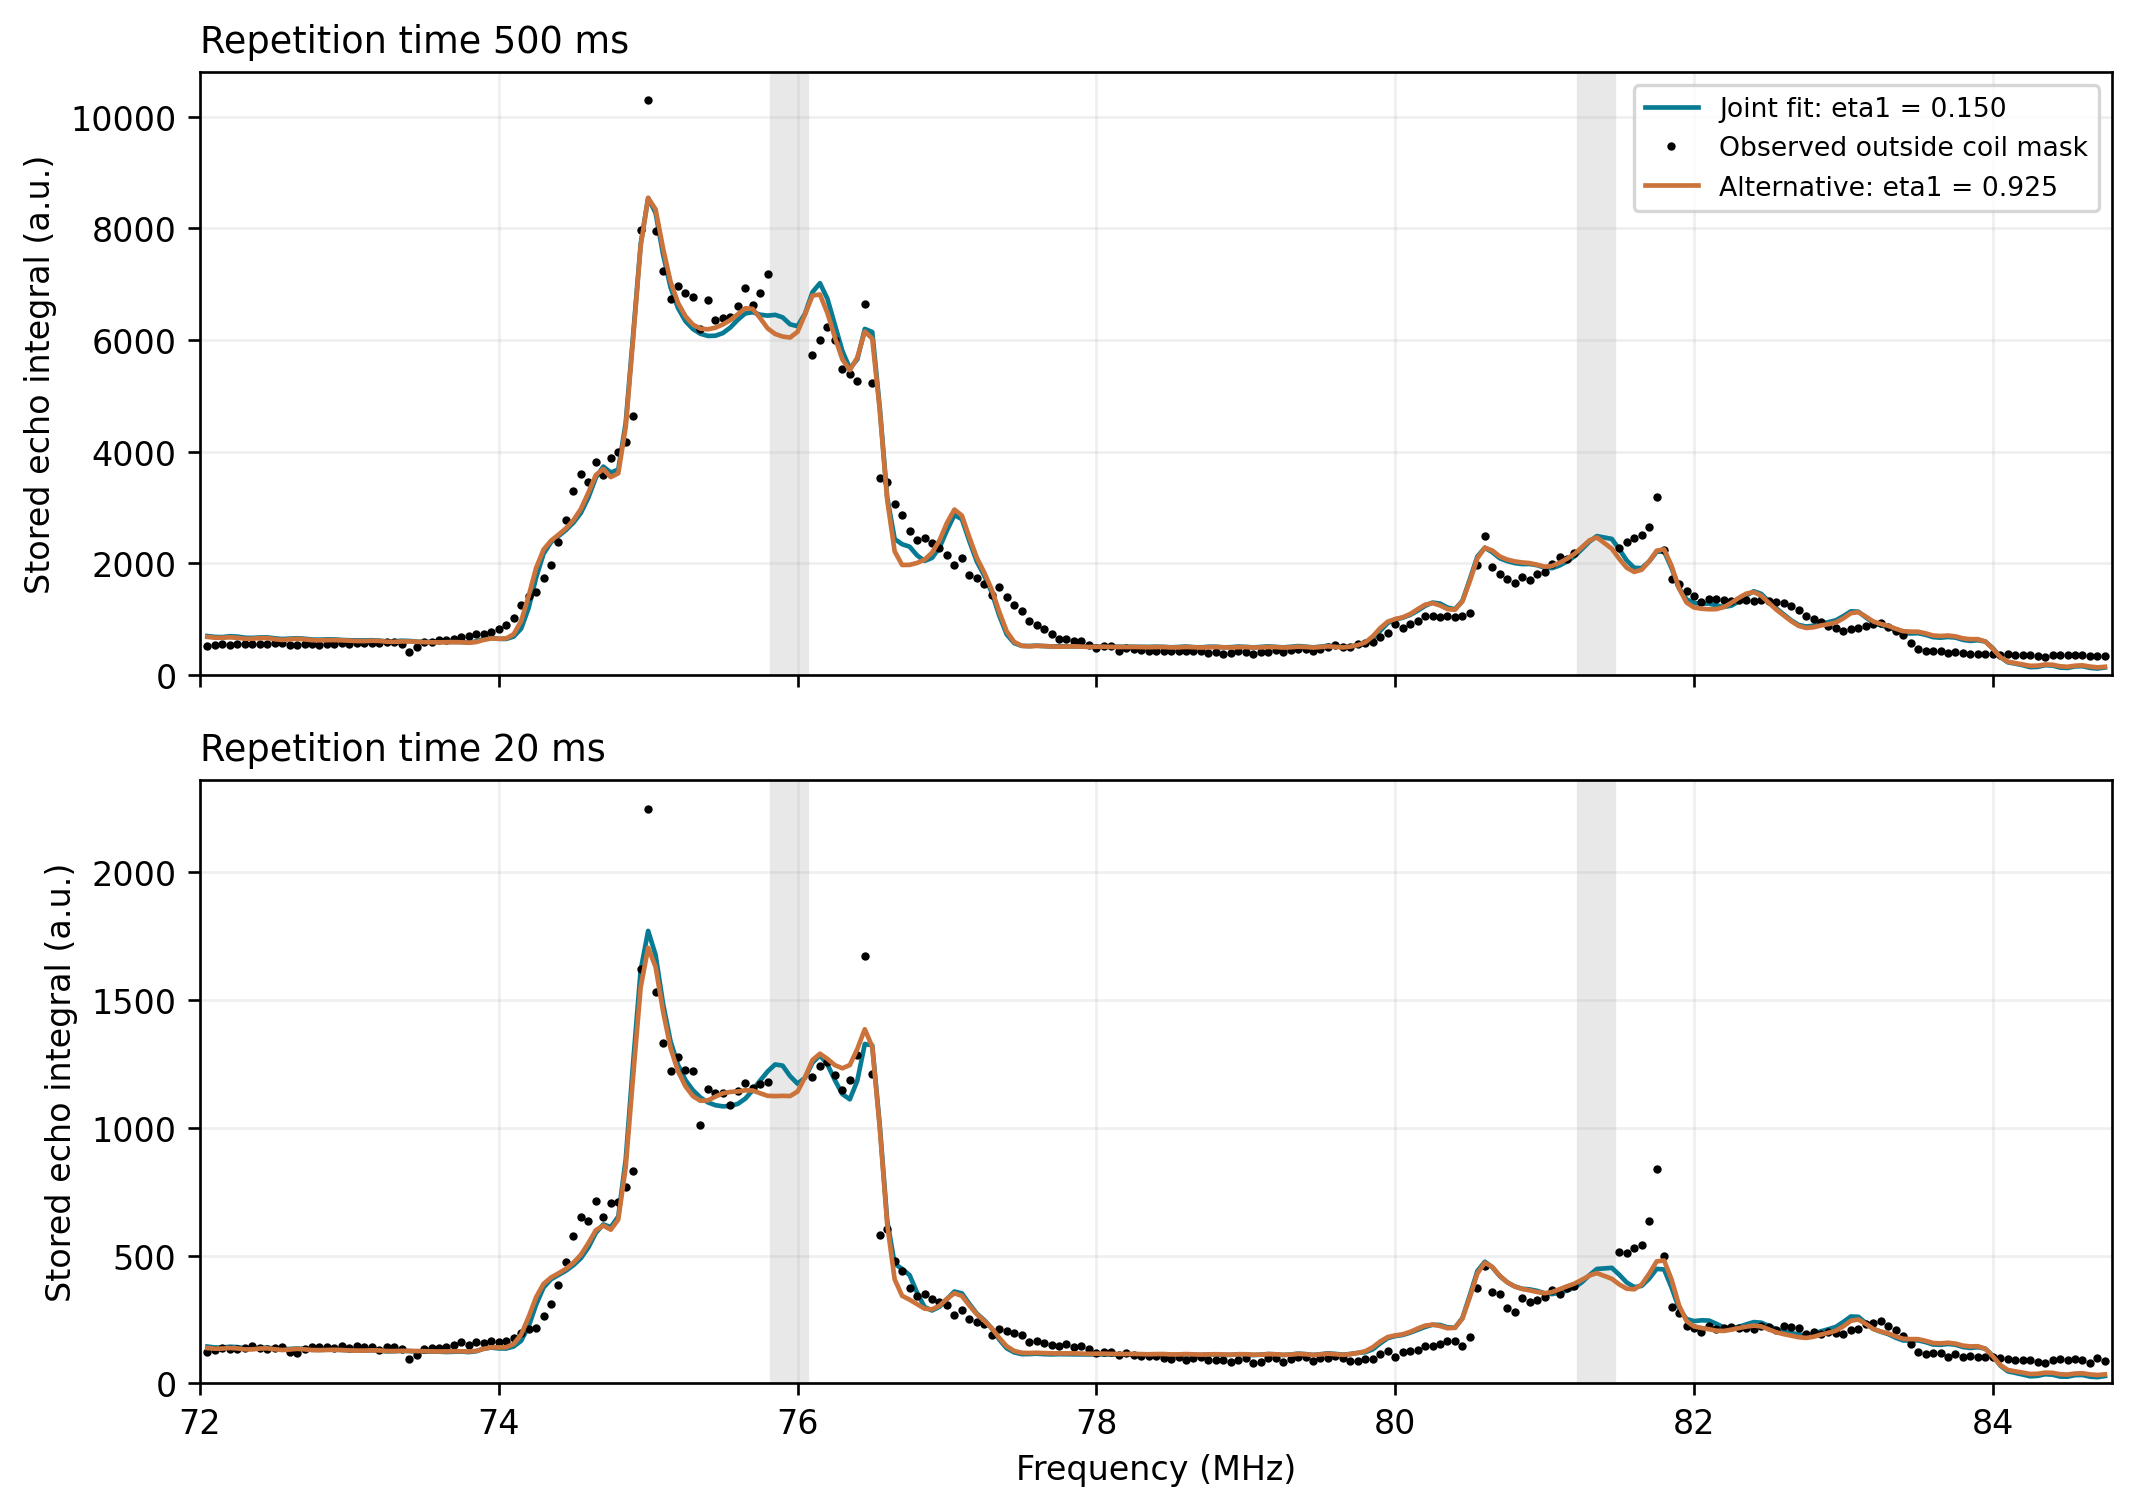 Repetition time 500 ms
Stored echo integral (a.u.)
10000
8000
6000
4000
2000
0
Joint fit: eta1 = 0.150
Observed outside coil mask
Alternative: eta1 = 0.925
Repetition time 20 ms
Stored echo integral (a.u.)
2000
1500
1000
500
0
72 74 76 78 80 82 84
Frequency (MHz)